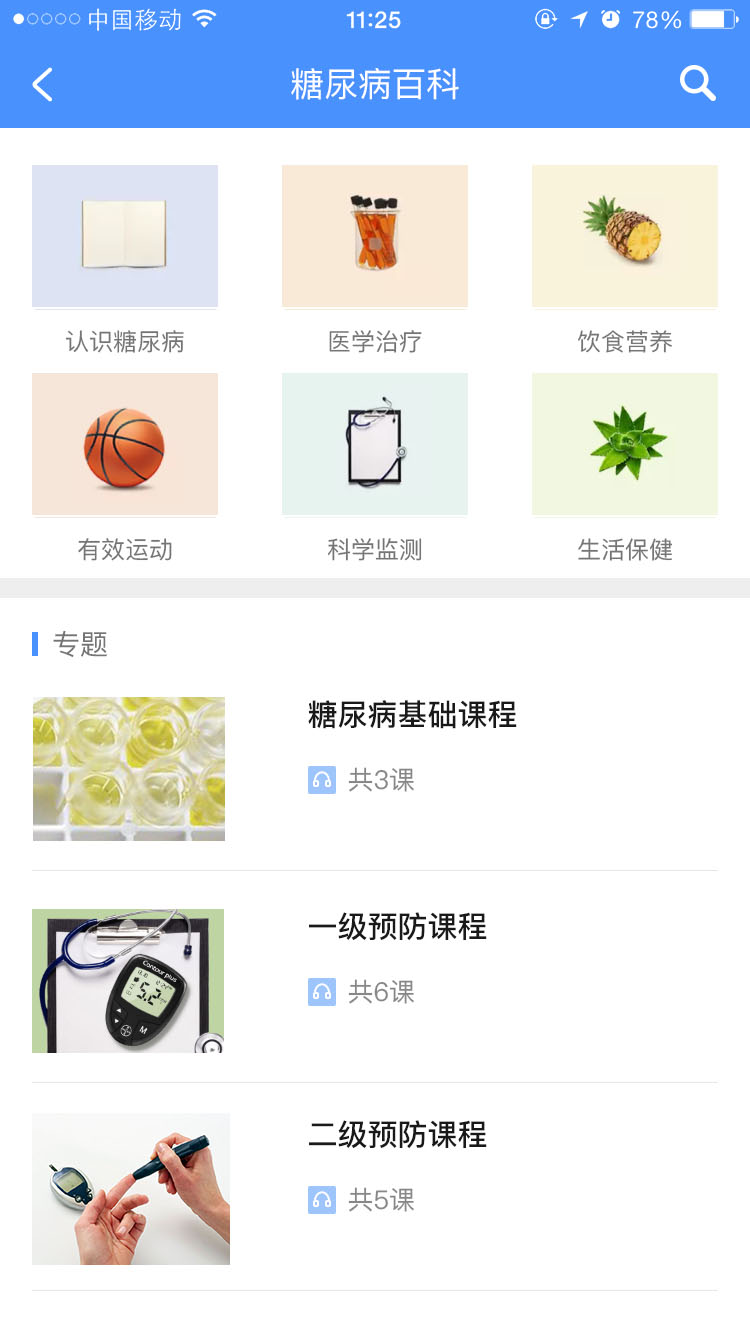 中国移动 11:25 78%
糖尿病百科
认识糖尿病 医学治疗 饮食营养
有效运动 科学监测 生活保健
专题
糖尿病基础课程
共3课
一级预防课程
共6课
Contour plus
5.2
M
二级预防课程
共5课